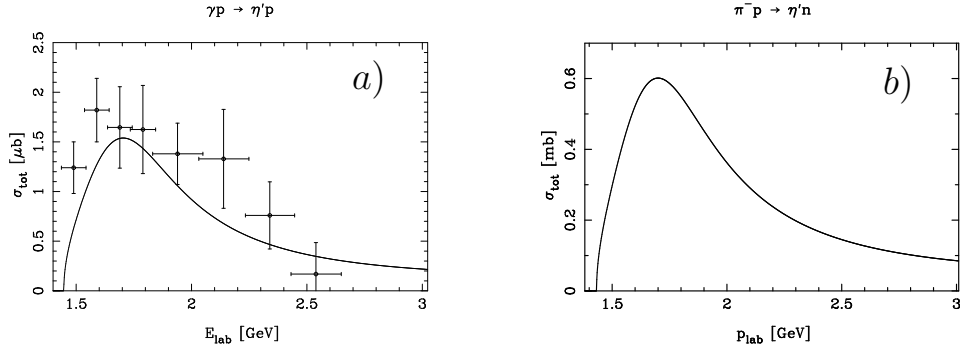 γp → η′p
2.5
2
1.5
1
0.5
0
σtot [μb]
a)
1.5 2 2.5 3
Elab [GeV]
π⁻p → η′n
0.6
0.4
0.2
0
σtot [mb]
b)
1.5 2 2.5 3
plab [GeV]